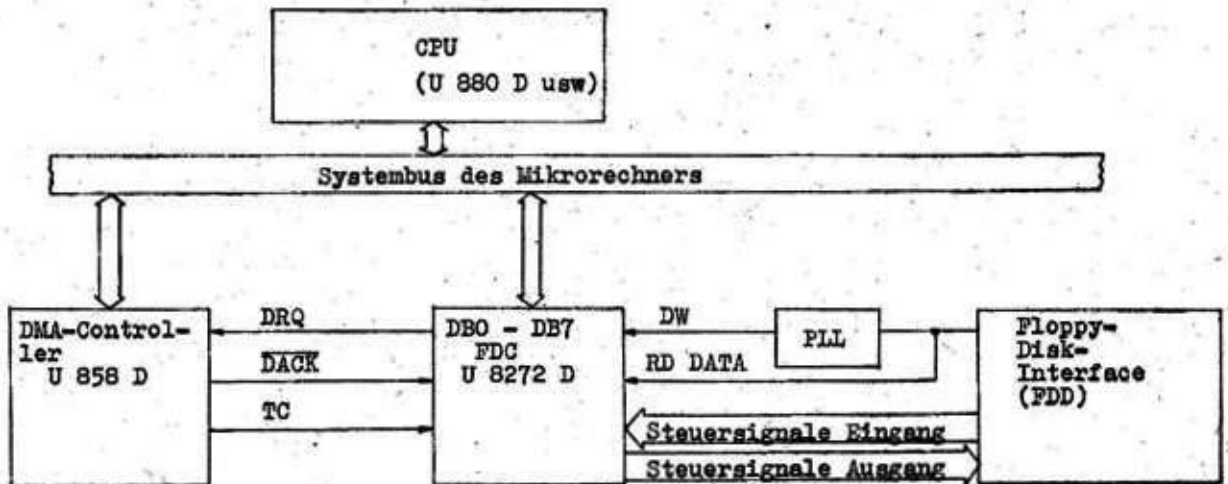 CPU
(U 880 D usw)
Systembus des Mikrorechners
DMA-Control-
ler
U 858 D
DRQ
DACK
TC
DB0 - DB7
FDC
U 8272 D
DW
RD DATA
PLL
Steuersignale Eingang
Steuersignale Ausgang
Floppy-
Disk-
Interface
(FDD)